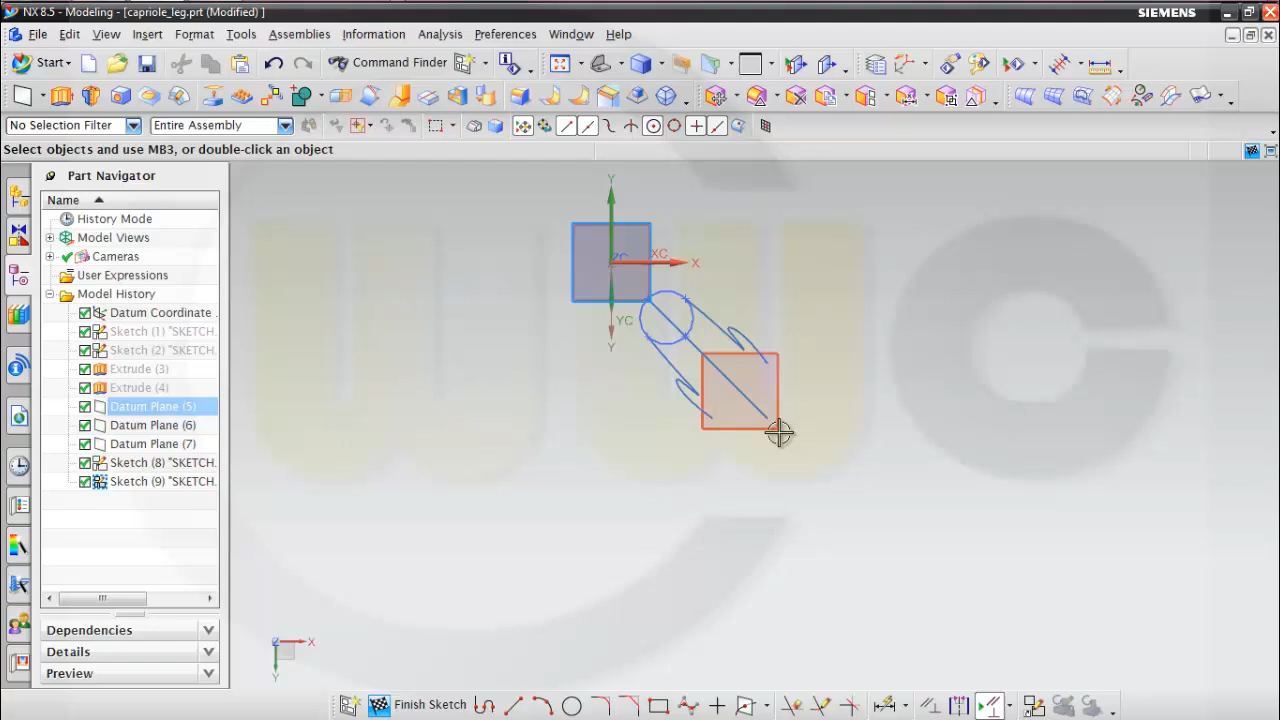 NX 8.5 - Modeling - [capriole_leg.prt (Modified) ]
SIEMENS
File Edit View Insert Format Tools Assemblies Information Analysis Preferences Window Help
Start Command Finder
No Selection Filter Entire Assembly
Select objects and use MB3, or double-click an object
Part Navigator
Name
History Mode
Model Views
Cameras
User Expressions
Model History
Datum Coordinate .
Sketch (1) "SKETCH.
Sketch (2) "SKETCH.
Extrude (3)
Extrude (4)
Datum Plane (5)
Datum Plane (6)
Datum Plane (7)
Sketch (8) "SKETCH.
Sketch (9) "SKETCH.
Dependencies
Details
Preview
Y
XC
X
YC
Y
Z
X
Y
Finish Sketch